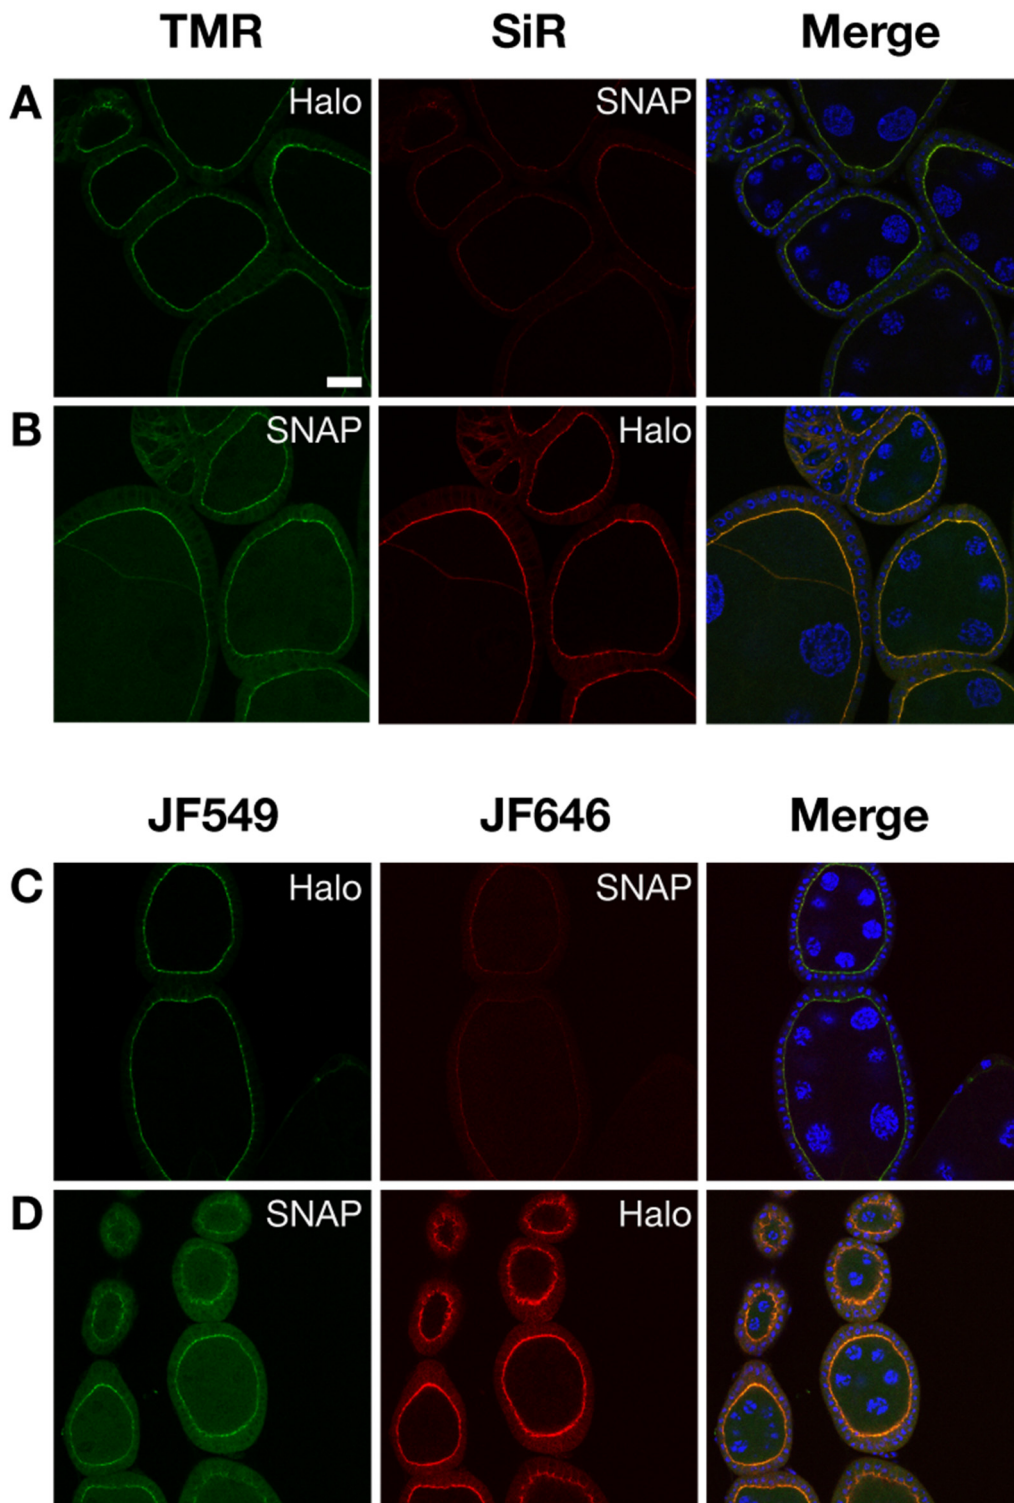 TMR SiR Merge
A Halo SNAP
B SNAP Halo
JF549 JF646 Merge
C Halo SNAP
D SNAP Halo